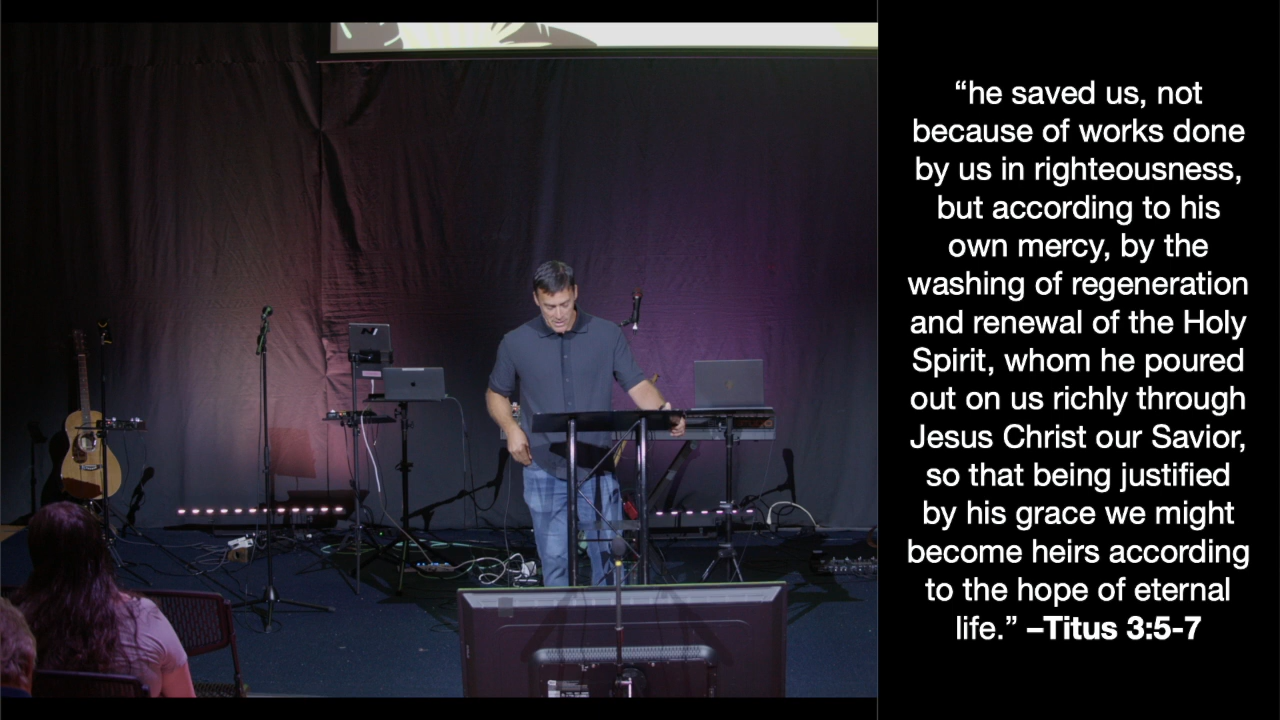 “he saved us, not
because of works done
by us in righteousness,
but according to his
own mercy, by the
washing of regeneration
and renewal of the Holy
Spirit, whom he poured
out on us richly through
Jesus Christ our Savior,
so that being justified
by his grace we might
become heirs according
to the hope of eternal
life.” –Titus 3:5-7